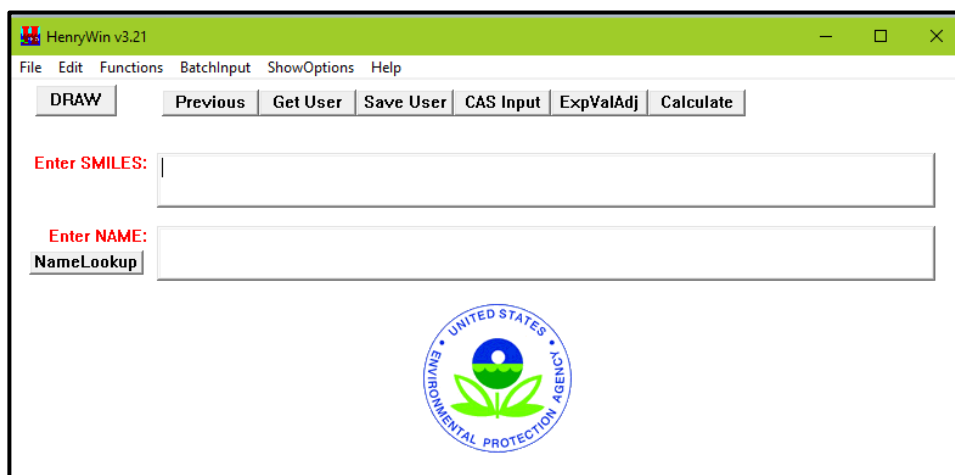 HenryWin v3.21
File Edit Functions BatchInput ShowOptions Help
DRAW Previous Get User Save User CAS Input ExpValAdj Calculate
Enter SMILES:
Enter NAME:
NameLookup
UNITED STATES
ENVIRONMENTAL PROTECTION AGENCY